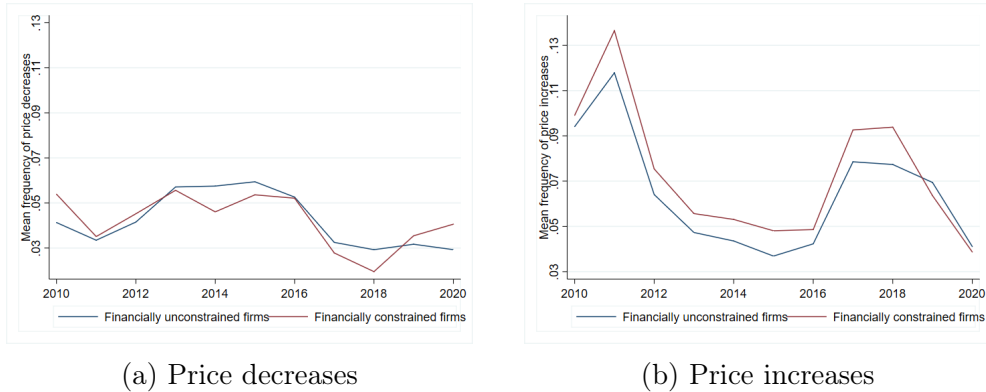 Mean frequency of price decreases
.13
.11
.09
.07
.05
.03
2010 2012 2014 2016 2018 2020
Financially unconstrained firms Financially constrained firms
(a) Price decreases
Mean frequency of price increases
.13
.11
.09
.07
.05
.03
2010 2012 2014 2016 2018 2020
Financially unconstrained firms Financially constrained firms
(b) Price increases